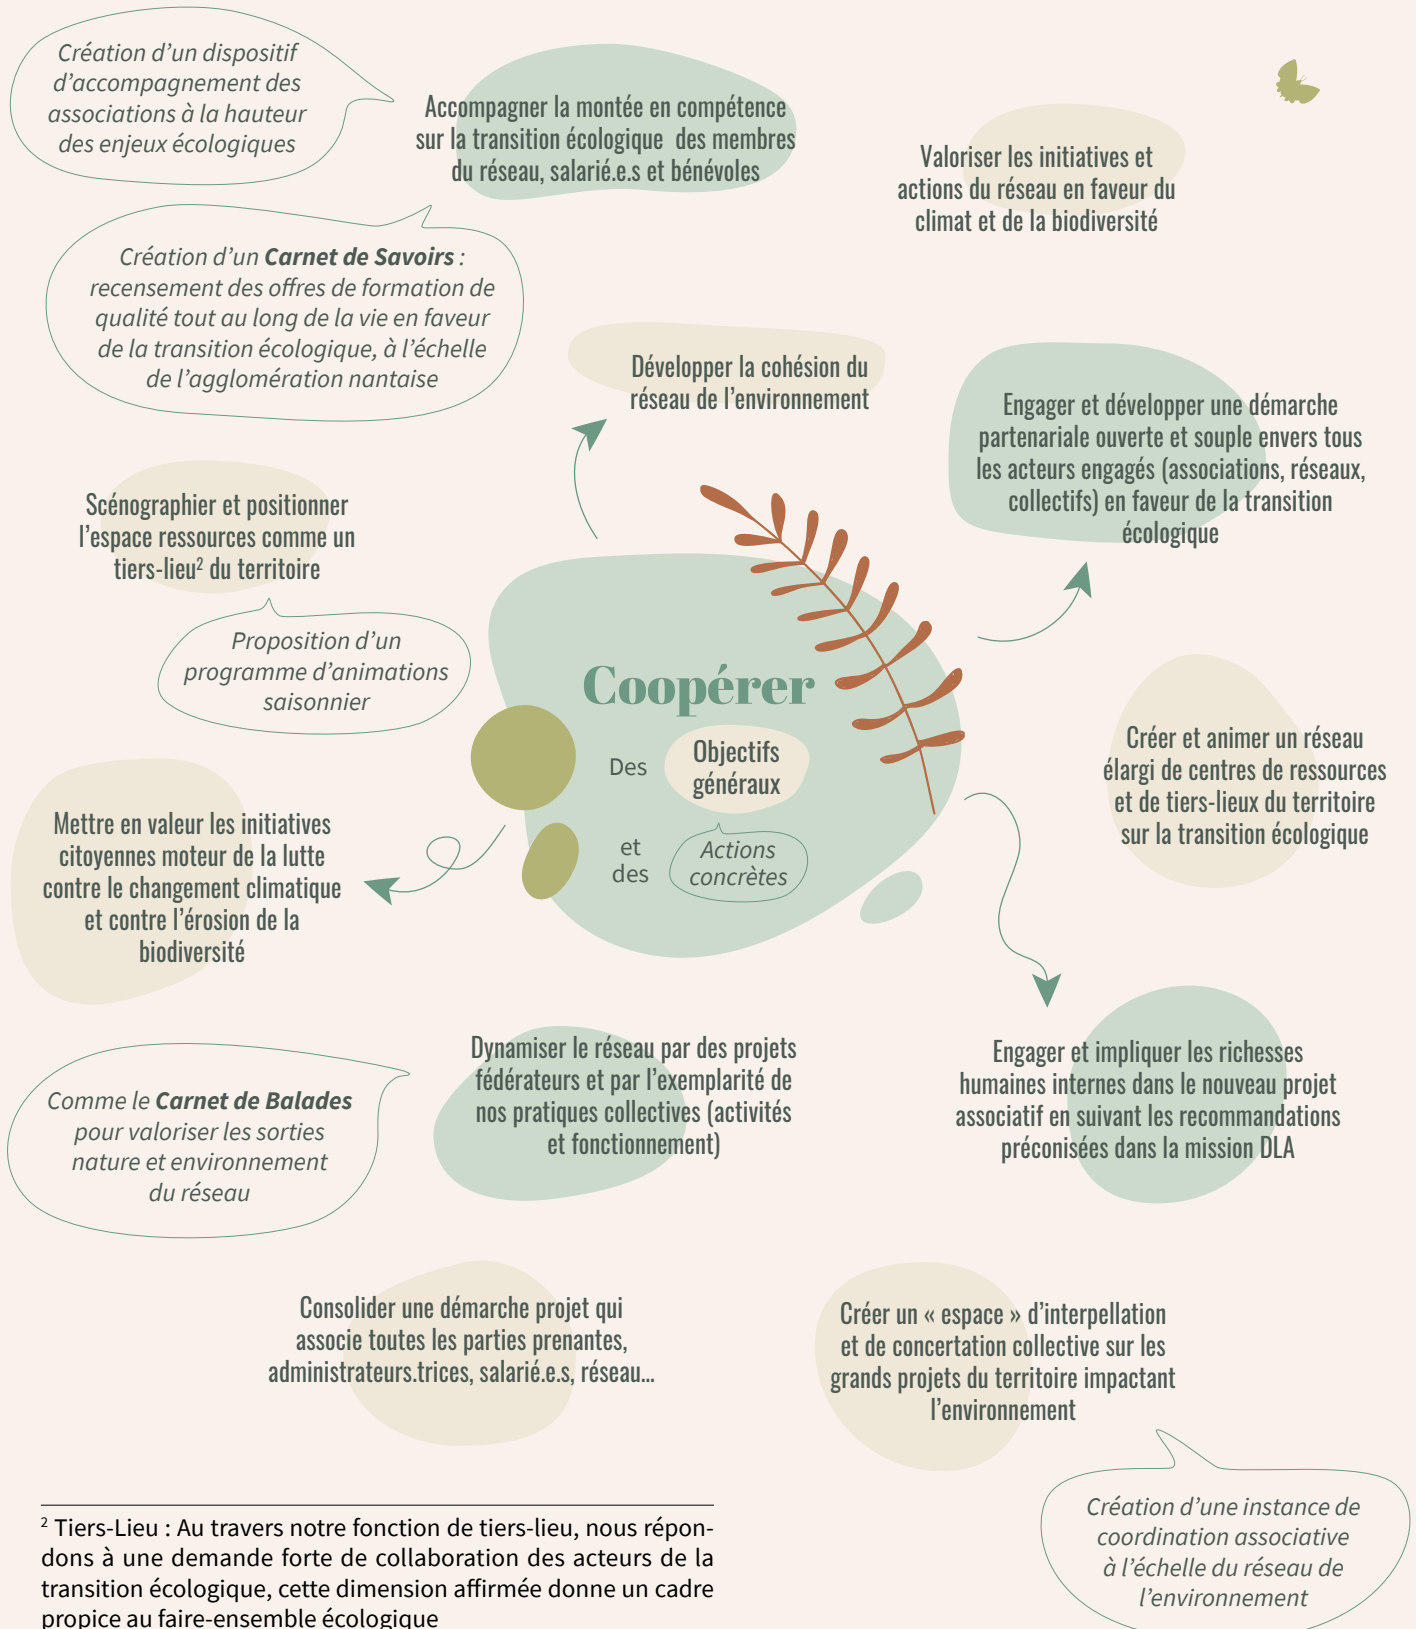 Création d'un dispositif
d'accompagnement des
associations à la hauteur
des enjeux écologiques
Accompagner la montée en compétence
sur la transition écologique des membres
du réseau, salarié.e.s et bénévoles
Valoriser les initiatives et
actions du réseau en faveur du
climat et de la biodiversité
Création d'un Carnet de Savoirs :
recensement des offres de formation de
qualité tout au long de la vie en faveur
de la transition écologique, à l'échelle
de l'agglomération nantaise
Développer la cohésion du
réseau de l'environnement
Engager et développer une démarche
partenariale ouverte et souple envers tous
les acteurs engagés (associations, réseaux,
collectifs) en faveur de la transition
écologique
Scénographier et positionner
l'espace ressources comme un
tiers-lieu² du territoire
Proposition d'un
programme d'animations
saisonnier
Coopérer
Des
Objectifs
généraux
et
des
Actions
concrètes
Créer et animer un réseau
élargi de centres de ressources
et de tiers-lieux du territoire
sur la transition écologique
Mettre en valeur les initiatives
citoyennes moteur de la lutte
contre le changement climatique
et contre l'érosion de la
biodiversité
Dynamiser le réseau par des projets
fédérateurs et par l'exemplarité de
nos pratiques collectives (activités
et fonctionnement)
Engager et impliquer les richesses
humaines internes dans le nouveau projet
associatif en suivant les recommandations
préconisées dans la mission DLA
Comme le Carnet de Balades
pour valoriser les sorties
nature et environnement
du réseau
Consolider une démarche projet qui
associe toutes les parties prenantes,
administrateurs.trices, salarié.e.s, réseau...
Créer un « espace » d'interpellation
et de concertation collective sur les
grands projets du territoire impactant
l'environnement
Création d'une instance de
coordination associative
à l'échelle du réseau de
l'environnement
² Tiers-Lieu : Au travers notre fonction de tiers-lieu, nous répon-
dons à une demande forte de collaboration des acteurs de la
transition écologique, cette dimension affirmée donne un cadre
propice au faire-ensemble écologique